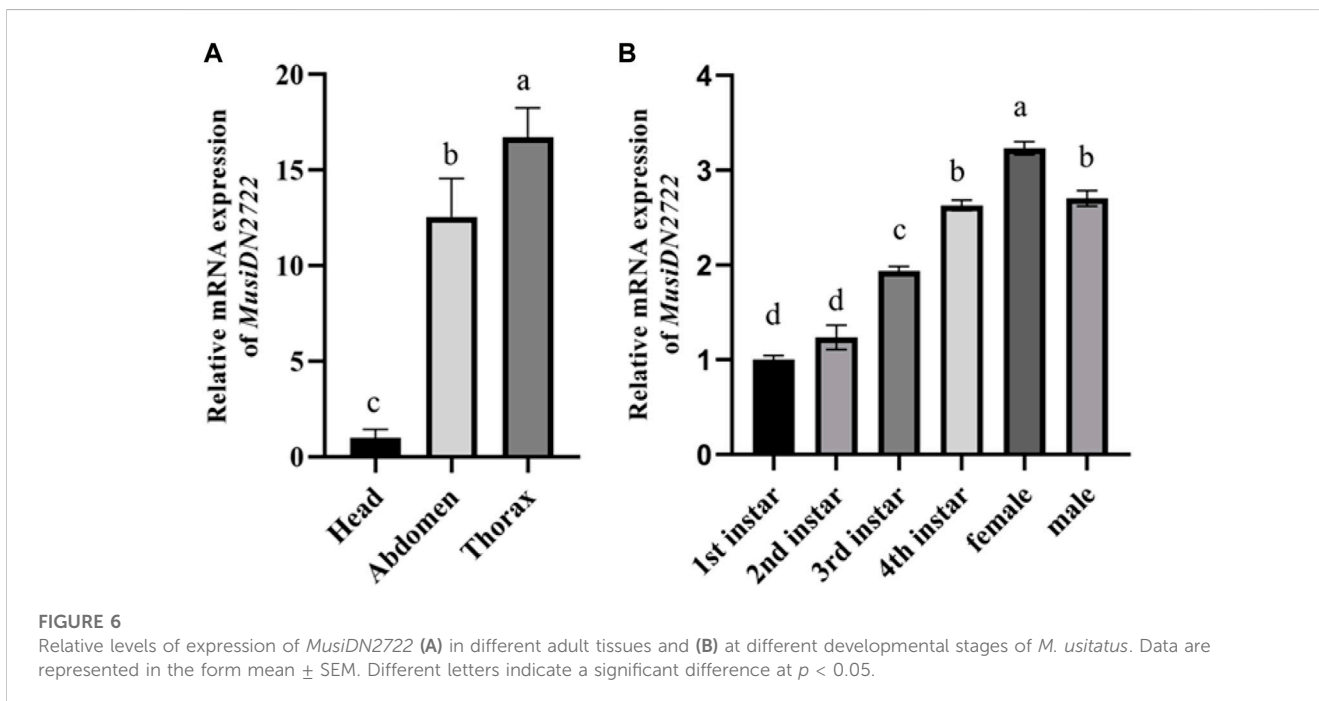 A
Relative mRNA expression
of MusiDN2722
20
15
10
5
0
c
b
a
Head
Abdomen
Thorax
B
Relative mRNA expression
of MusiDN2722
4
3
2
1
0
d
d
c
b
a
b
1st instar
2nd instar
3rd instar
4th instar
female
male
FIGURE 6
Relative levels of expression of MusiDN2722 (A) in different adult tissues and (B) at different developmental stages of M. usitatus. Data are
represented in the form mean ± SEM. Different letters indicate a significant difference at p < 0.05.